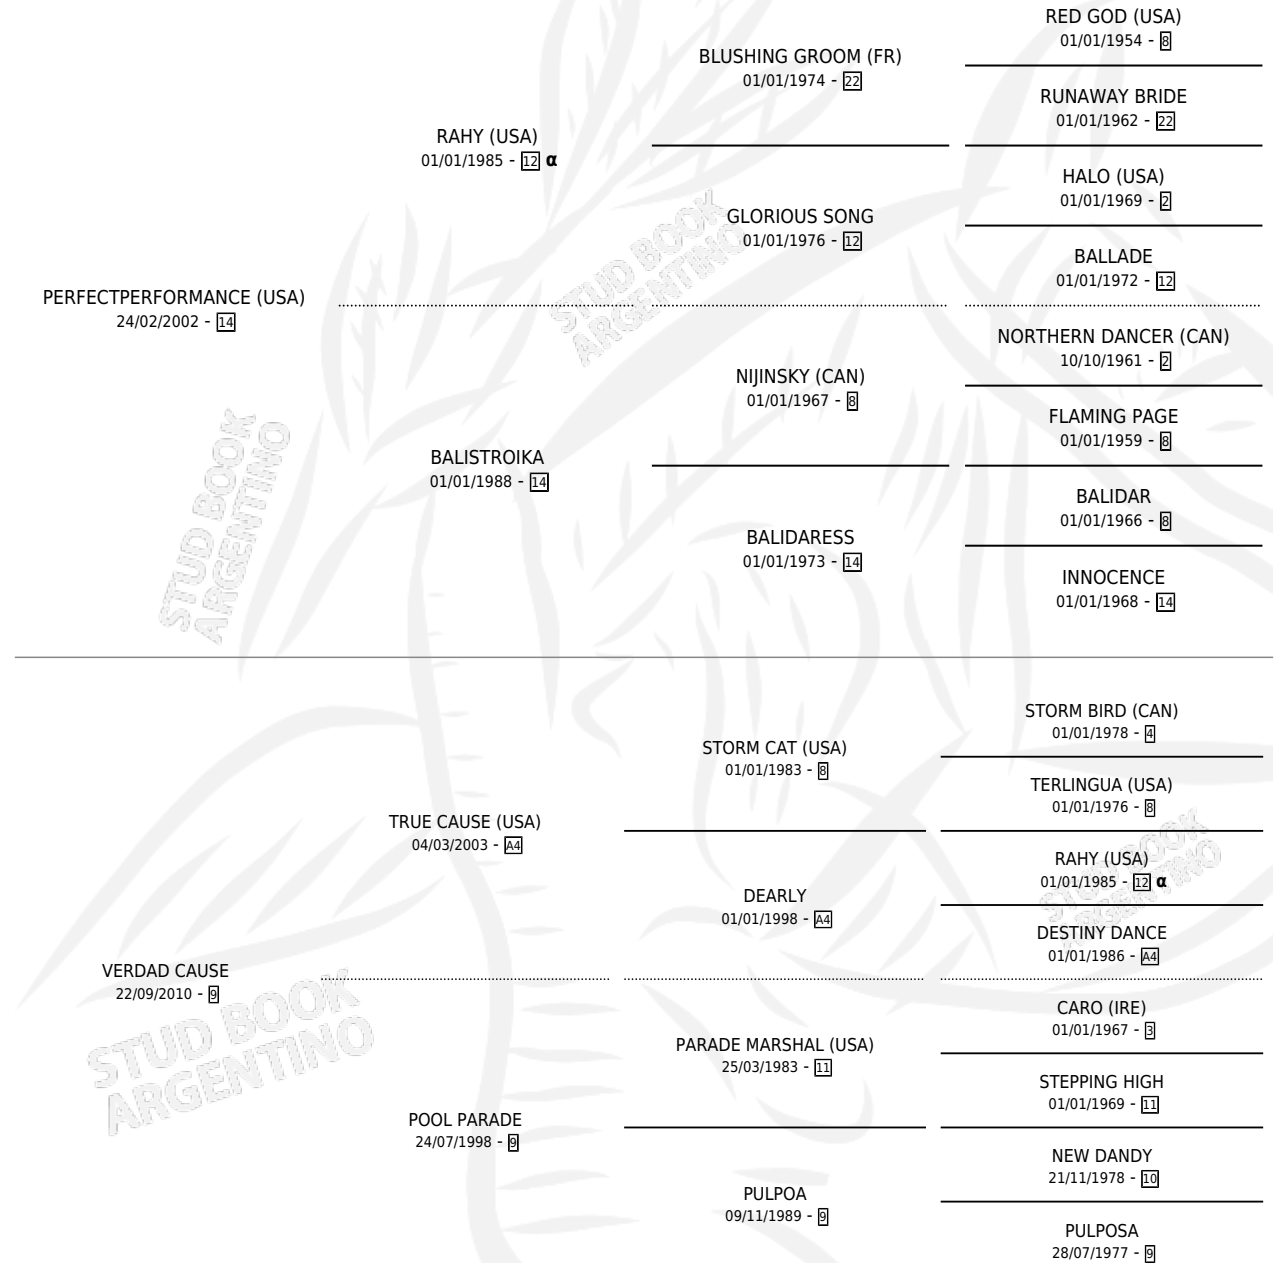 RED GOD (USA)
01/01/1954 - 8
BLUSHING GROOM (FR)
01/01/1974 - 22
RUNAWAY BRIDE
01/01/1962 - 22
RAHY (USA)
01/01/1985 - 12 α
HALO (USA)
01/01/1969 - 2
GLORIOUS SONG
01/01/1976 - 12
BALLADE
01/01/1972 - 12
PERFECTPERFORMANCE (USA)
24/02/2002 - 14
NORTHERN DANCER (CAN)
10/10/1961 - 2
NIJINSKY (CAN)
01/01/1967 - 8
FLAMING PAGE
01/01/1959 - 8
BALISTROIKA
01/01/1988 - 14
BALIDAR
01/01/1966 - 8
BALIDARESS
01/01/1973 - 14
INNOCENCE
01/01/1968 - 14
STUD BOOK
ARGENTINO
STUD BOOK
ARGENTINO
STORM BIRD (CAN)
01/01/1978 - 4
STORM CAT (USA)
01/01/1983 - 8
TERLINGUA (USA)
01/01/1976 - 8
TRUE CAUSE (USA)
04/03/2003 - A4
RAHY (USA)
01/01/1985 - 12 α
DEARLY
01/01/1998 - A4
DESTINY DANCE
01/01/1986 - A4
VERDAD CAUSE
22/09/2010 - 9
CARO (IRE)
01/01/1967 - 3
PARADE MARSHAL (USA)
25/03/1983 - 11
STEPPING HIGH
01/01/1969 - 11
POOL PARADE
24/07/1998 - 9
NEW DANDY
21/11/1978 - 10
PULPOA
09/11/1989 - 9
PULPOSA
28/07/1977 - 9
STUD BOOK
ARGENTINO
STUD BOOK
ARGENTINO